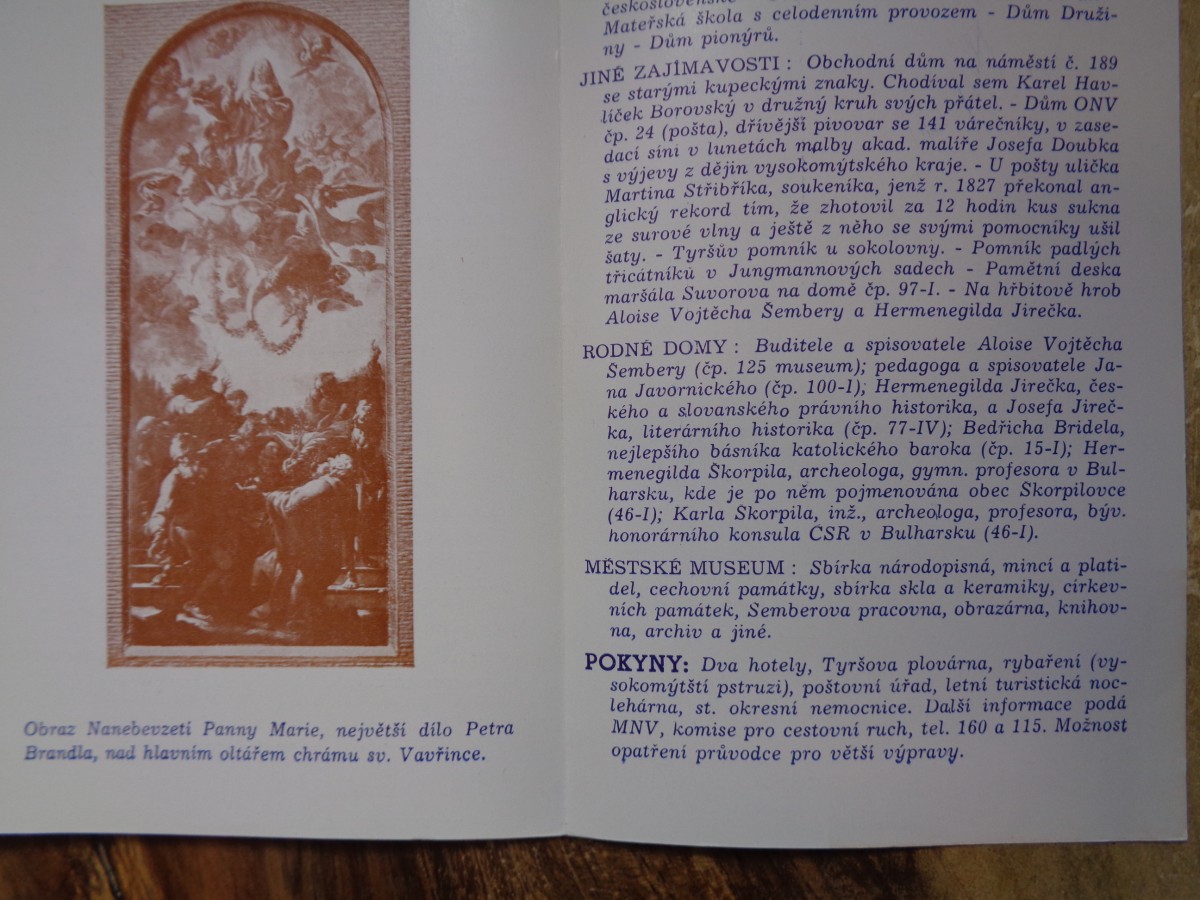 Obraz Nanebevzetí Panny Marie, největší dílo Petra
Brandla, nad hlavním oltářem chrámu sv. Vavřince.
československé
Mateřská škola s celodenním provozem - Dům Druži-
ny - Dům pionýrů.
JINÉ ZAJÍMAVOSTI: Obchodní dům na náměstí č. 189
se starými kupeckými znaky. Chodíval sem Karel Hav-
líček Borovský v družný kruh svých přátel. - Dům ONV
čp. 24 (pošta), dřívější pivovar se 141 várečníky, v zase-
dací síni v lunetách malby akad. malíře Josefa Doubka
s výjevy z dějin vysokomýtského kraje. - U pošty ulička
Martina Stříbříka, soukeníka, jenž r. 1827 překonal an-
glický rekord tím, že zhotovil za 12 hodin kus sukna
ze surové vlny a ještě z něho se svými pomocníky ušil
šaty. - Tyršův pomník u sokolovny. - Pomník padlých
třicátníků v Jungmannových sadech - Pamětní deska
maršála Suvorova na domě čp. 97-I. - Na hřbitově hrob
Aloise Vojtěcha Šembery a Hermenegilda Jirečka.
RODNÉ DOMY: Buditele a spisovatele Aloise Vojtěcha
Šembery (čp. 125 museum); pedagoga a spisovatele Ja-
na Javornického (čp. 100-I); Hermenegilda Jirečka, čes-
kého a slovanského právního historika, a Josefa Jireč-
ka, literárního historika (čp. 77-IV); Bedřicha Bridela,
nejlepšího básníka katolického baroka (čp. 15-I); Her-
menegilda Škorpila, archeologa, gymn. profesora v Bul-
harsku, kde je po něm pojmenována obec Škorpilovce
(46-I); Karla Škorpila, inž., archeologa, profesora, býv.
honorárního konsula ČSR v Bulharsku (46-I).
MĚSTSKÉ MUSEUM: Sbírka národopisná, mincí a plati-
del, cechovní památky, sbírka skla a keramiky, církev-
ních památek, Šemberova pracovna, obrazárna, knihov-
na, archiv a jiné.
POKYNY: Dva hotely, Tyršova plovárna, rybaření (vy-
sokomýtští pstruzi), poštovní úřad, letní turistická noc-
lehárna, st. okresní nemocnice. Další informace podá
MNV, komise pro cestovní ruch, tel. 160 a 115. Možnost
opatření průvodce pro větší výpravy.